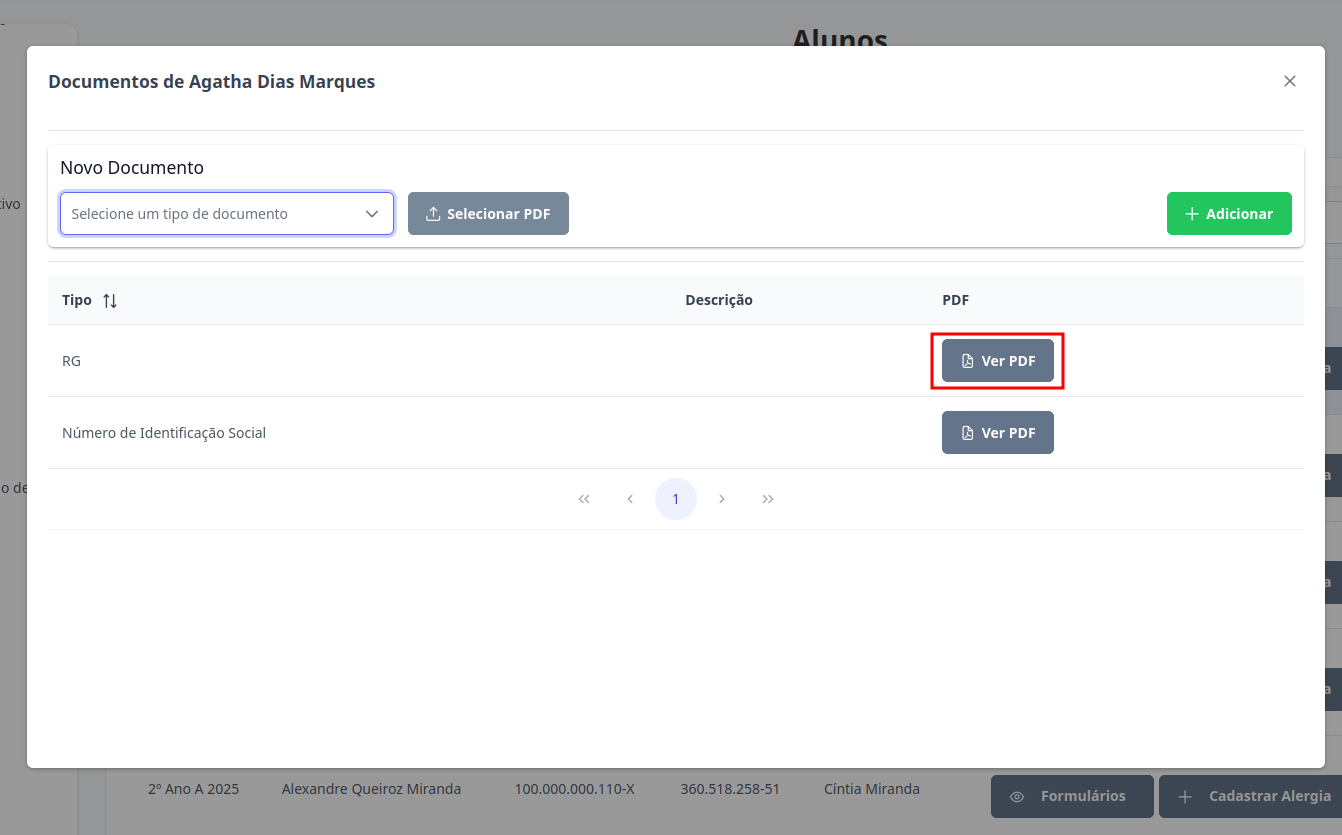 Alunos
Documentos de Agatha Dias Marques
Novo Documento
Selecione um tipo de documento
Selecionar PDF
Adicionar
tivo
Tipo
Descrição
PDF
RG
Ver PDF
Número de Identificação Social
Ver PDF
o de
1
2º Ano A 2025 Alexandre Queiroz Miranda 100.000.000.110-X 360.518.258-51 Cíntia Miranda Formulários Cadastrar Alergia